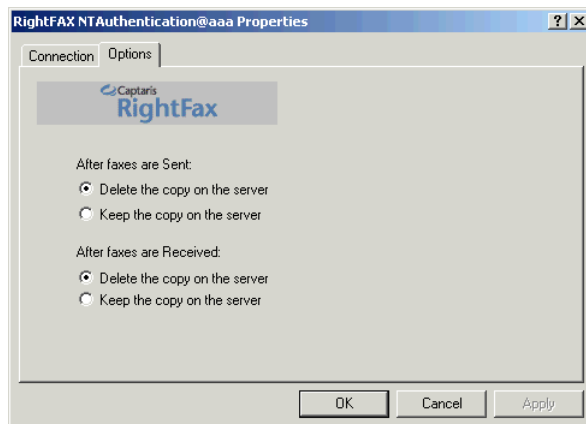 RightFAX NTAuthentication@aaa Properties
Connection
Options
Captaris
RightFax
After faxes are Sent:
Delete the copy on the server
Keep the copy on the server
After faxes are Received:
Delete the copy on the server
Keep the copy on the server
OK
Cancel
Apply